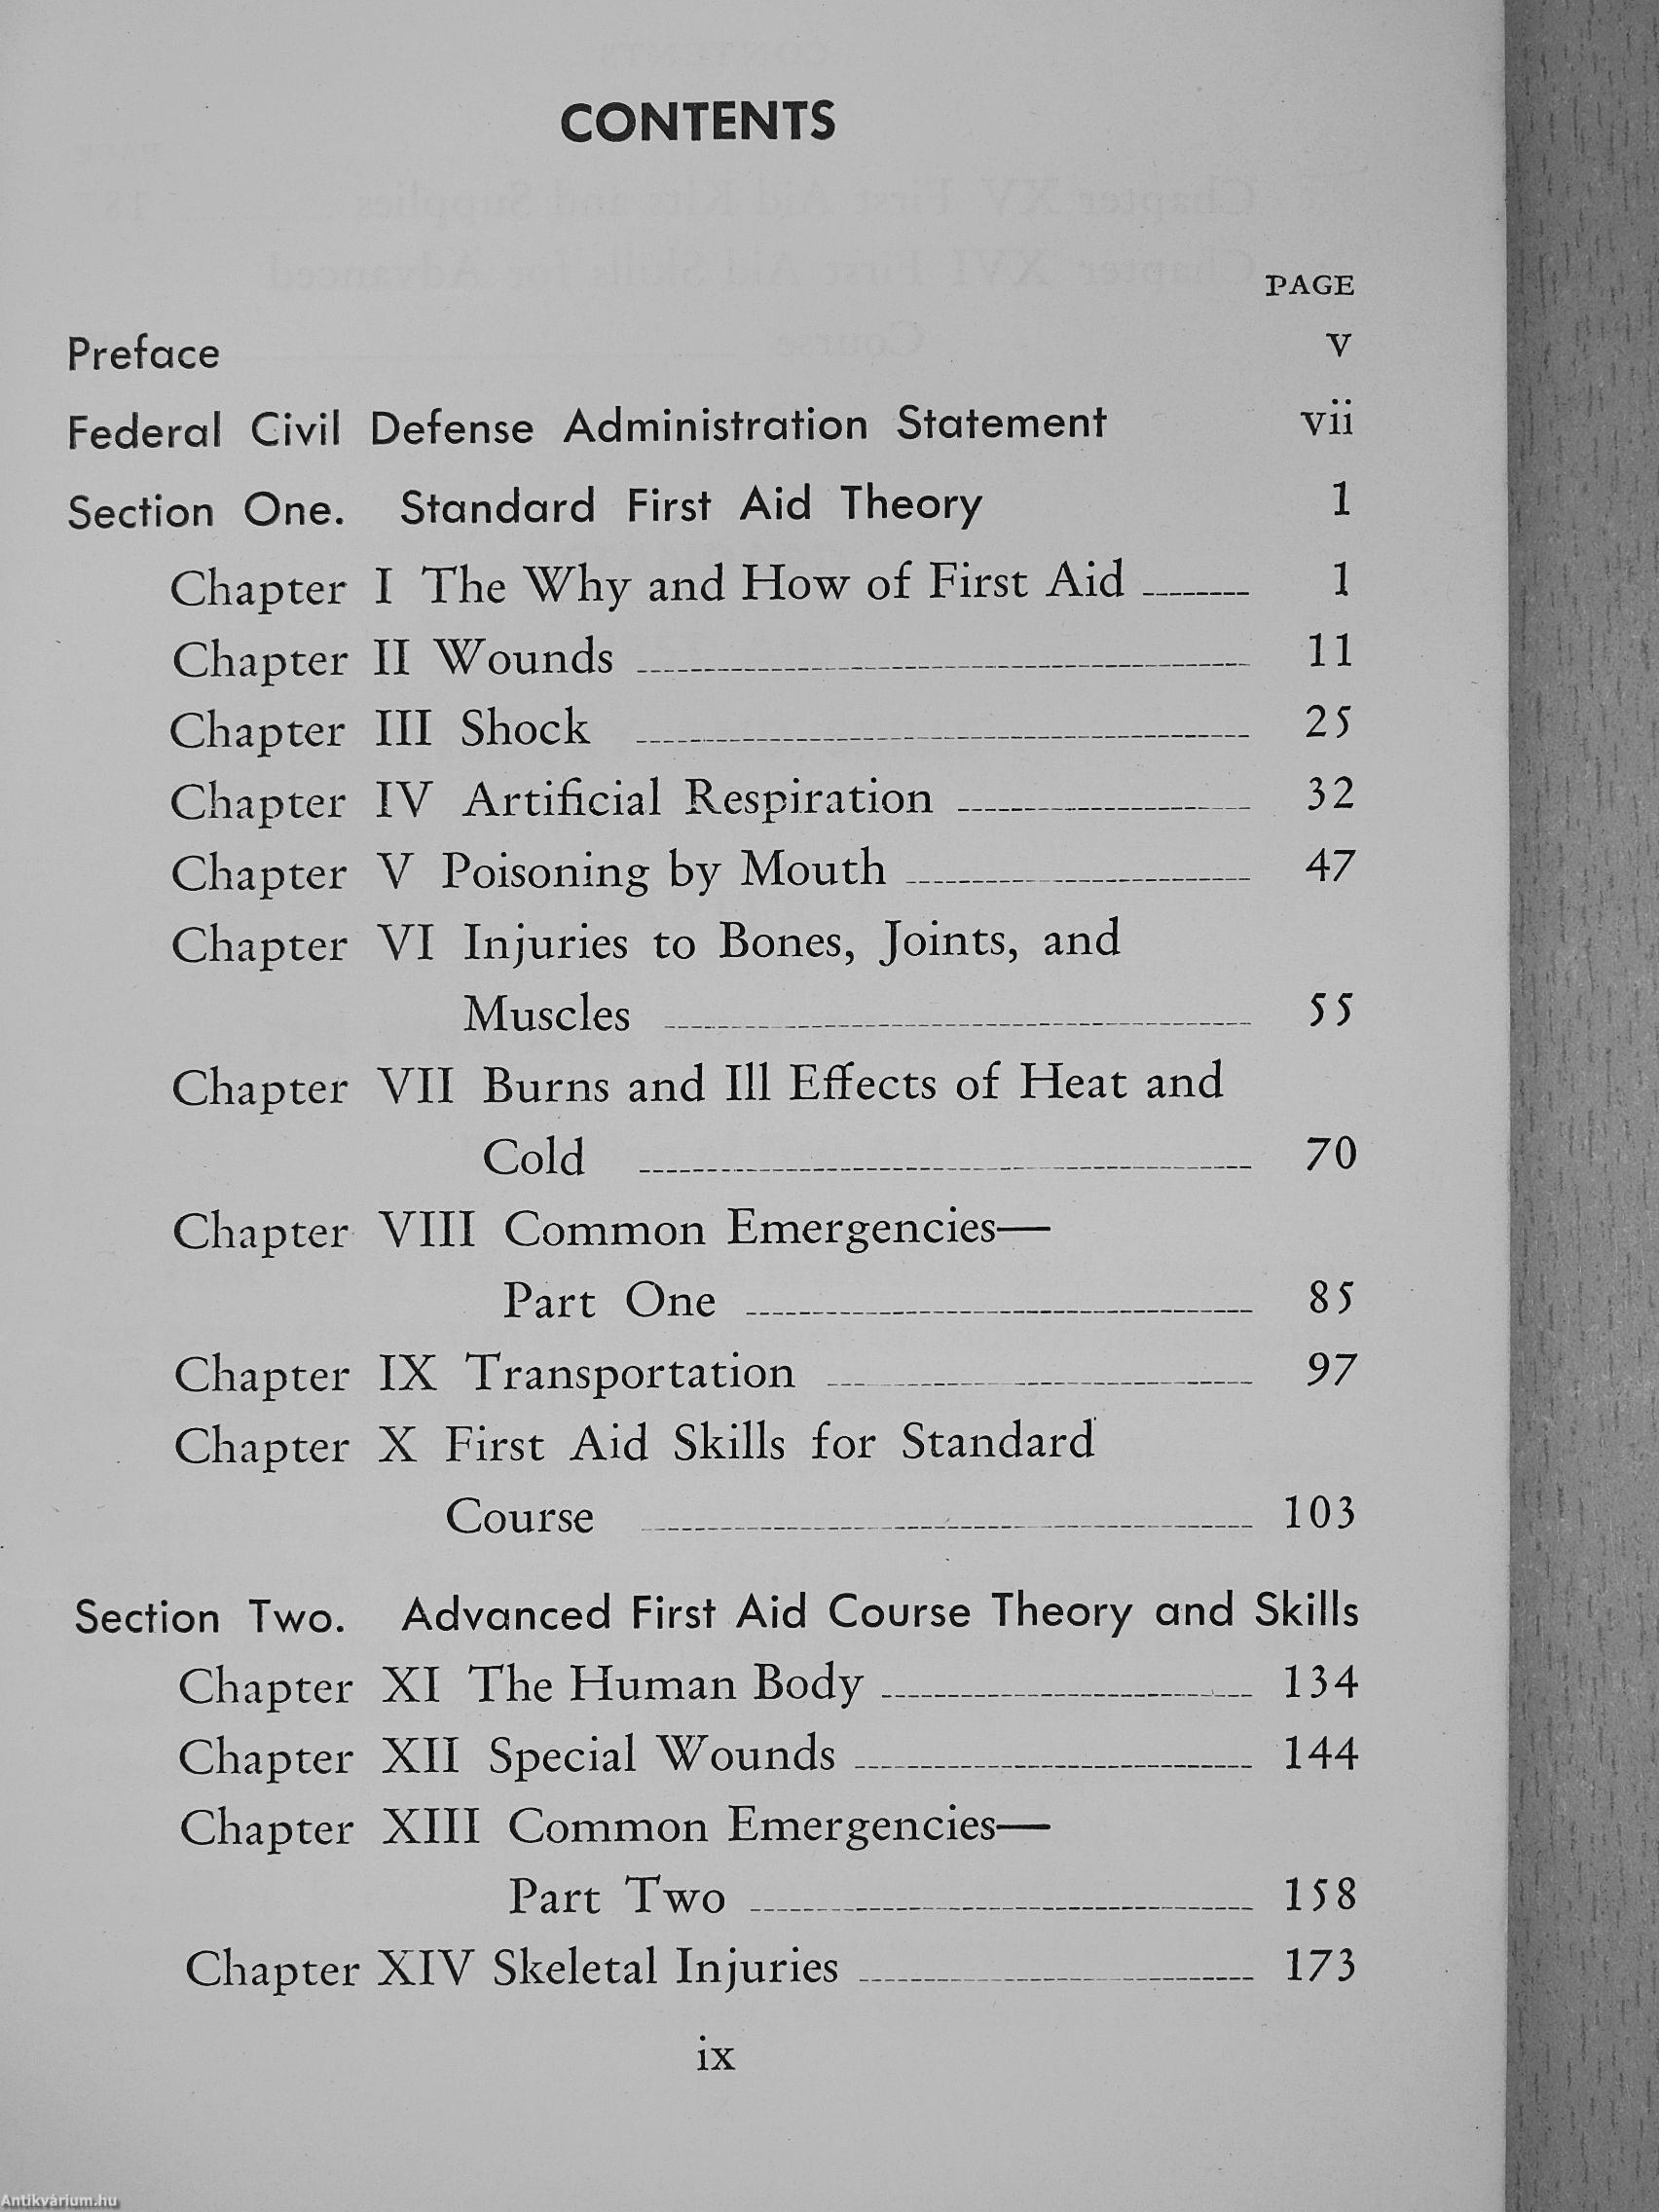 CONTENTS
PAGE
Preface v
Federal Civil Defense Administration Statement vii
Section One. Standard First Aid Theory 1
Chapter I The Why and How of First Aid 1
Chapter II Wounds 11
Chapter III Shock 25
Chapter IV Artificial Respiration 32
Chapter V Poisoning by Mouth 47
Chapter VI Injuries to Bones, Joints, and
Muscles 55
Chapter VII Burns and Ill Effects of Heat and
Cold 70
Chapter VIII Common Emergencies—
Part One 85
Chapter IX Transportation 97
Chapter X First Aid Skills for Standard
Course 103
Section Two. Advanced First Aid Course Theory and Skills
Chapter XI The Human Body 134
Chapter XII Special Wounds 144
Chapter XIII Common Emergencies—
Part Two 158
Chapter XIV Skeletal Injuries 173
ix
Antikvárium.hu